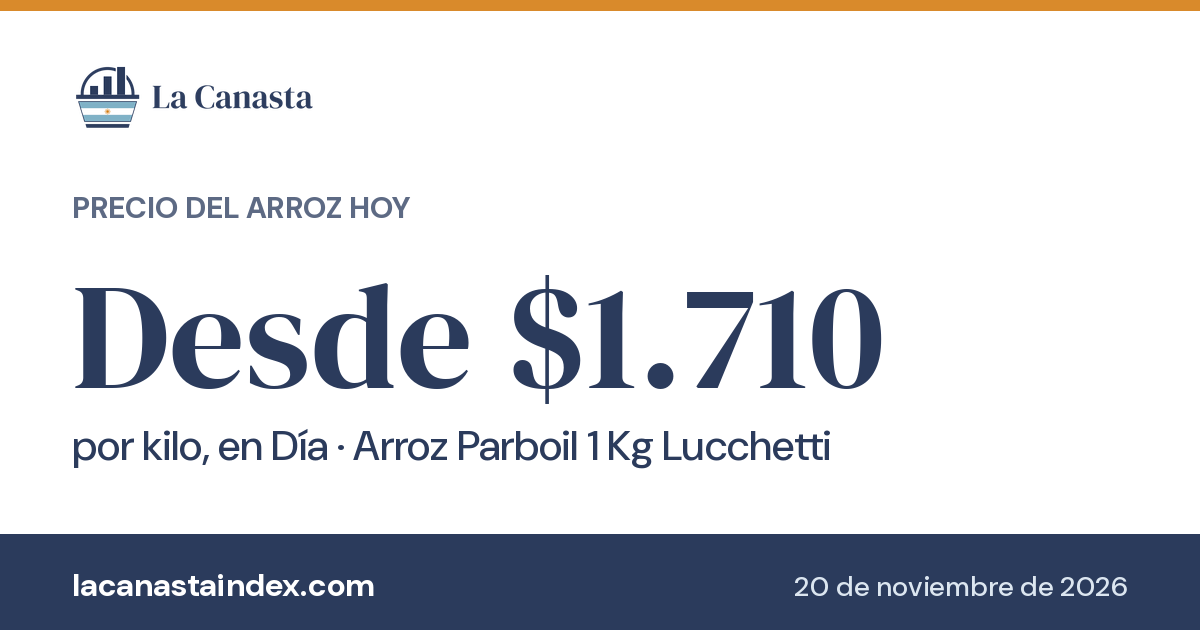 La Canasta
PRECIO DEL ARROZ HOY
Desde $1.710
por kilo, en Día · Arroz Parboil 1 Kg Lucchetti
lacanastaindex.com
20 de noviembre de 2026